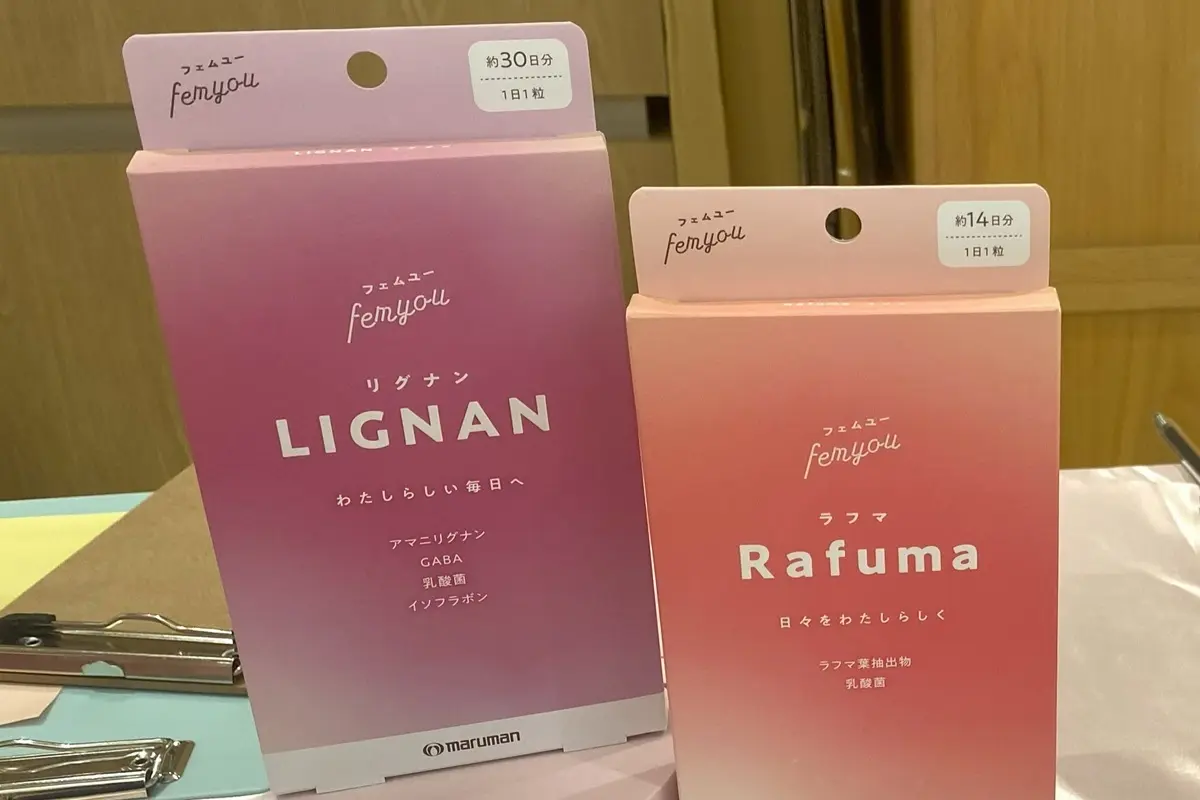 フェムユー
femyou
約30日分
1日1粒
LIGNAN リグナン
フェムユー
femyou
リグナン
LIGNAN
わたしらしい毎日へ
アマニリグナン
GABA
乳酸菌
イソフラボン
maruman
フェムユー
femyou
約14日分
1日1粒
フェムユー
femyou
ラフマ
Rafuma
日々をわたしらしく
ラフマ葉抽出物
乳酸菌